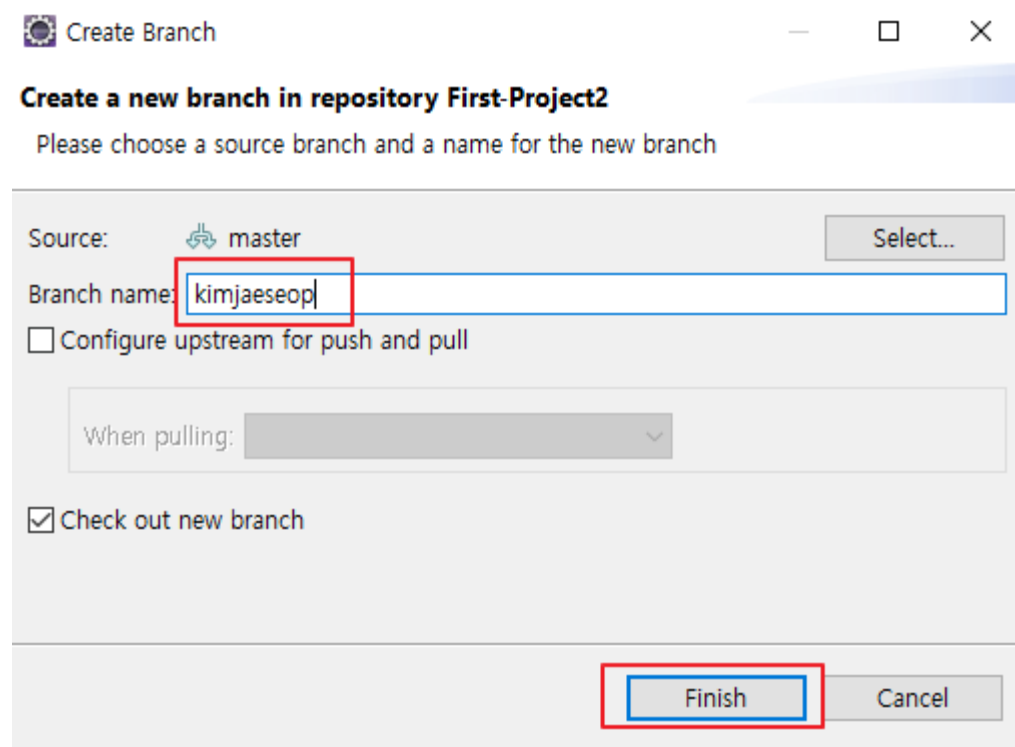 Create Branch
Create a new branch in repository First-Project2
Please choose a source branch and a name for the new branch
Source: master Select...
Branch name: kimjaeseop
Configure upstream for push and pull
When pulling:
Check out new branch
Finish Cancel